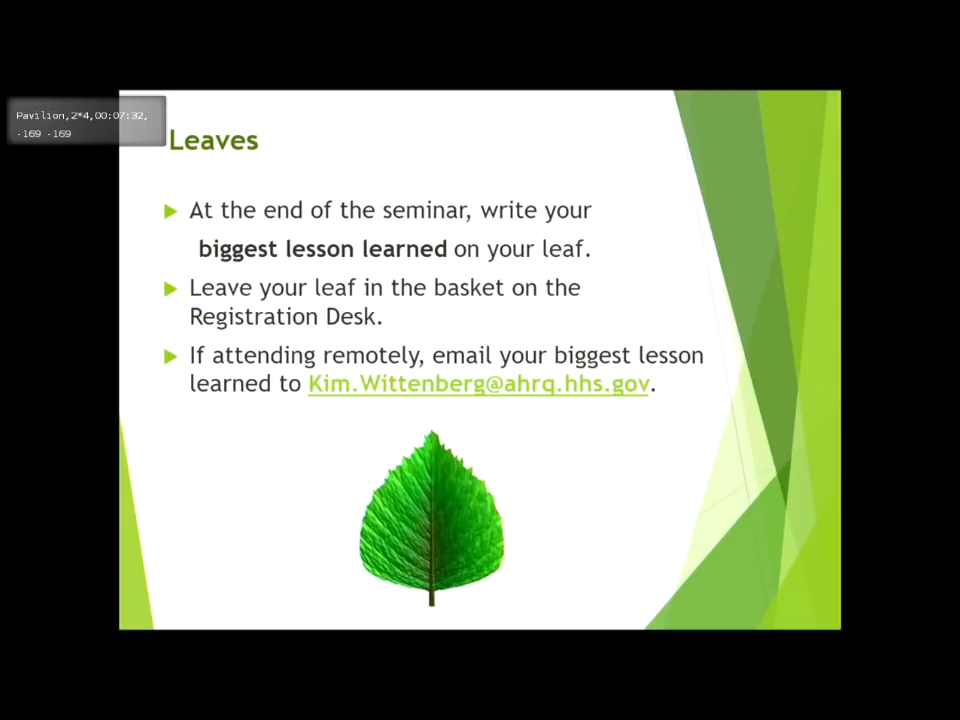 Pavilion,2*4,00:07:32,
-169 -169
Leaves
At the end of the seminar, write your
biggest lesson learned on your leaf.
Leave your leaf in the basket on the
Registration Desk.
If attending remotely, email your biggest lesson
learned to Kim.Wittenberg@ahrq.hhs.gov.